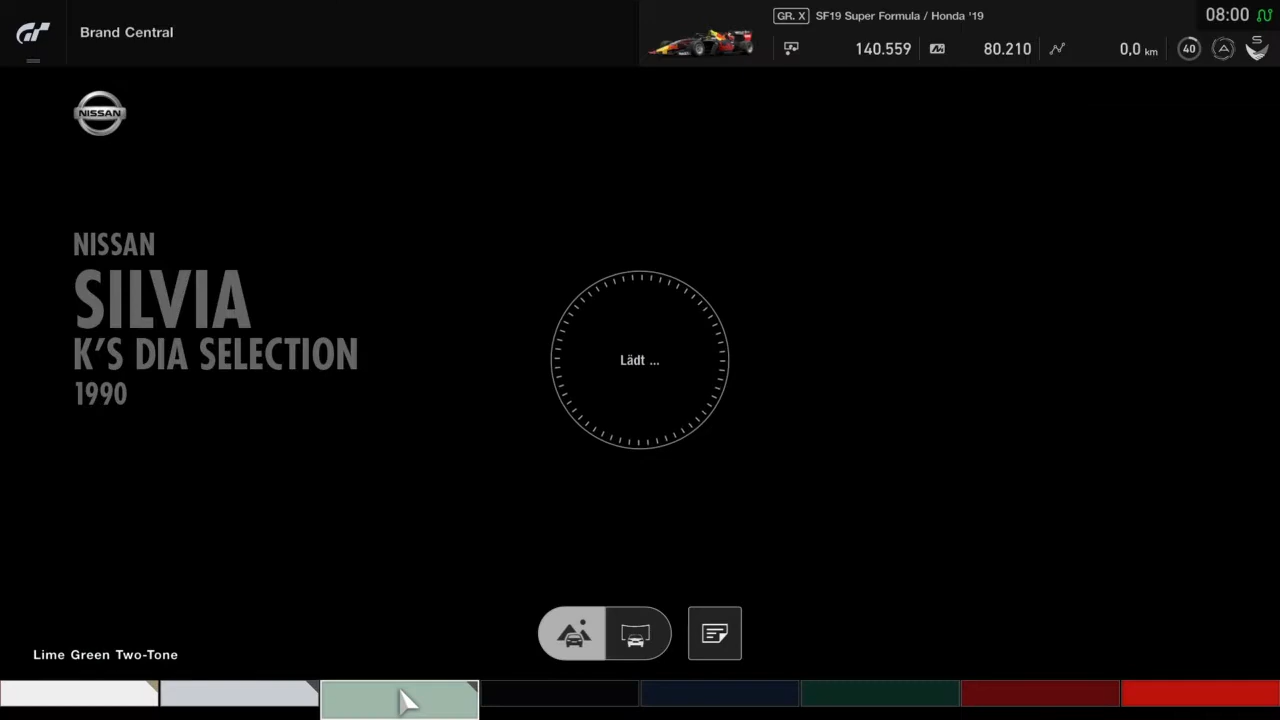 Brand Central
GR. X SF19 Super Formula / Honda '19
08:00
140.559 80.210 0,0 km 40 S
NISSAN
NISSAN
SILVIA
K'S DIA SELECTION
1990
Lädt ...
Lime Green Two-Tone